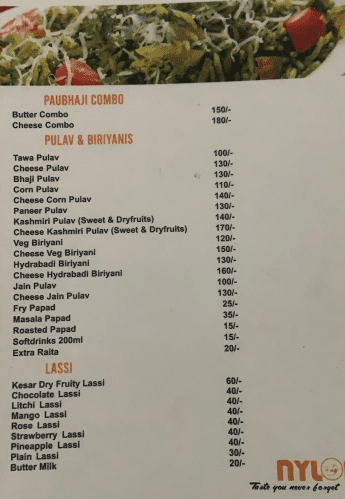 PAUBHAJI COMBO
Butter Combo 150/-
Cheese Combo 180/-
PULAV & BIRIYANIS
Tawa Pulav 100/-
Cheese Pulav 130/-
Bhaji Pulav 130/-
Corn Pulav 110/-
Cheese Corn Pulav 140/-
Paneer Pulav 130/-
Kashmiri Pulav (Sweet & Dryfruits) 140/-
Cheese Kashmiri Pulav (Sweet & Dryfruits) 170/-
Veg Biriyani 120/-
Cheese Veg Biriyani 150/-
Hydrabadi Biriyani 130/-
Cheese Hydrabadi Biriyani 160/-
Jain Pulav 100/-
Cheese Jain Pulav 130/-
Fry Papad 25/-
Masala Papad 35/-
Roasted Papad 15/-
Softdrinks 200ml 15/-
Extra Raita 20/-
LASSI
Kesar Dry Fruity Lassi 60/-
Chocolate Lassi 40/-
Litchi Lassi 40/-
Mango Lassi 40/-
Rose Lassi 40/-
Strawberry Lassi 40/-
Pineapple Lassi 40/-
Plain Lassi 30/-
Butter Milk 20/-
NYLO
Taste you never forget